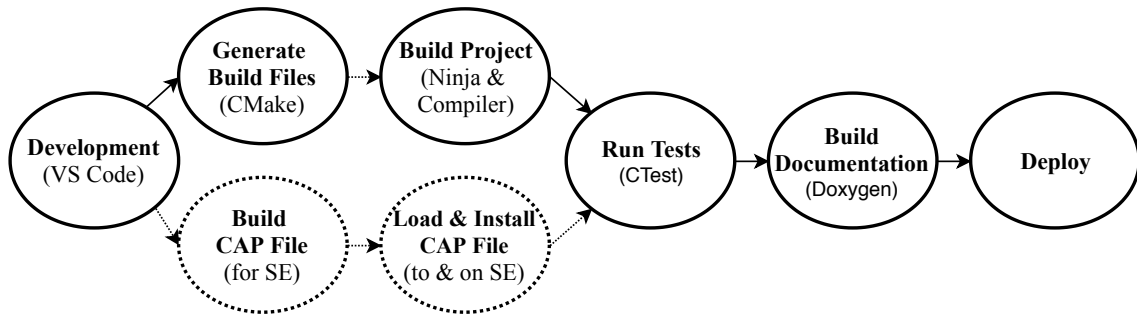 Development
(VS Code)
Generate
Build Files
(CMake)
Build Project
(Ninja &
Compiler)
Build
CAP File
(for SE)
Load & Install
CAP File
(to & on SE)
Run Tests
(CTest)
Build
Documentation
(Doxygen)
Deploy